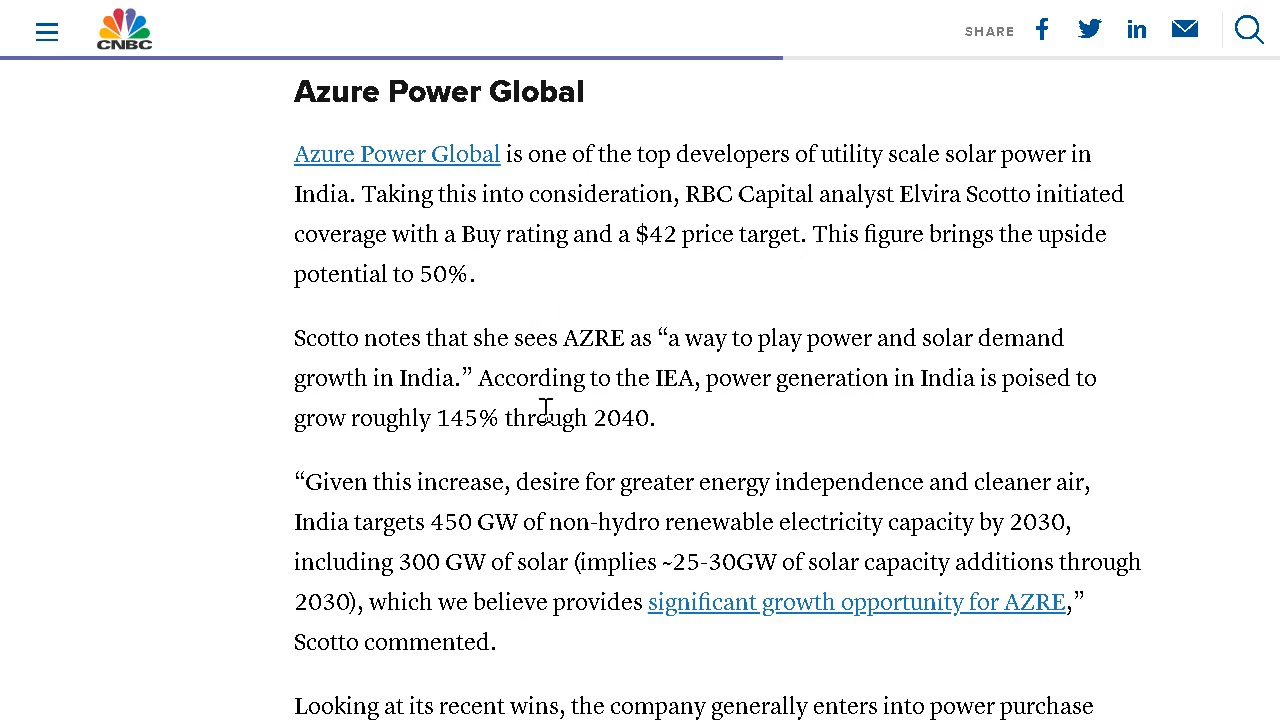 CNBC
SHARE
Azure Power Global
Azure Power Global is one of the top developers of utility scale solar power in
India. Taking this into consideration, RBC Capital analyst Elvira Scotto initiated
coverage with a Buy rating and a $42 price target. This figure brings the upside
potential to 50%.
Scotto notes that she sees AZRE as “a way to play power and solar demand
growth in India.” According to the IEA, power generation in India is poised to
grow roughly 145% through 2040.
“Given this increase, desire for greater energy independence and cleaner air,
India targets 450 GW of non-hydro renewable electricity capacity by 2030,
including 300 GW of solar (implies ~25-30GW of solar capacity additions through
2030), which we believe provides significant growth opportunity for AZRE,”
Scotto commented.
Looking at its recent wins, the company generally enters into power purchase